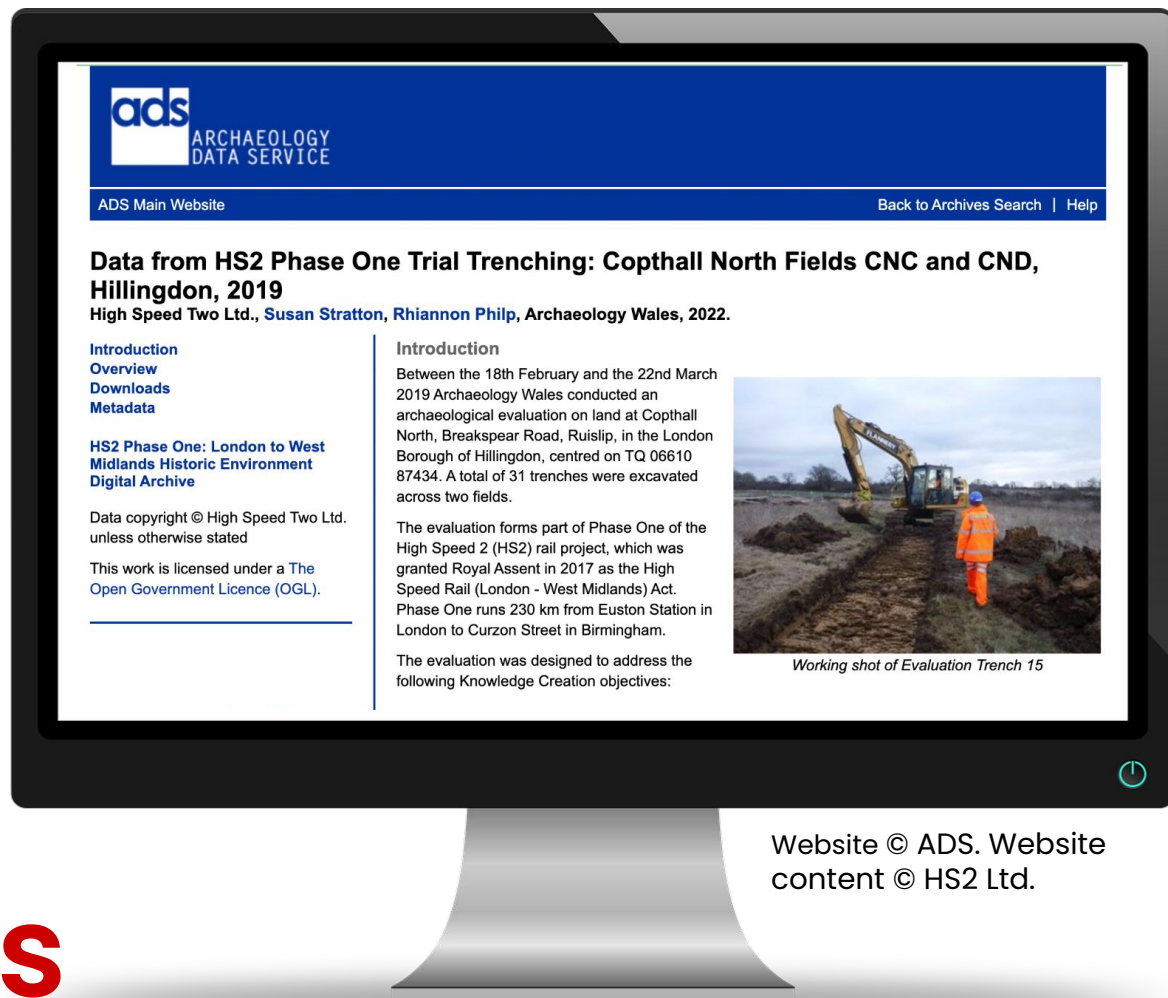 ads
ARCHAEOLOGY
DATA SERVICE
ADS Main Website
Back to Archives Search | Help
Data from HS2 Phase One Trial Trenching: Copthall North Fields CNC and CND,
Hillingdon, 2019
High Speed Two Ltd., Susan Stratton, Rhiannon Philp, Archaeology Wales, 2022.
Introduction
Overview
Downloads
Metadata
HS2 Phase One: London to West
Midlands Historic Environment
Digital Archive
Data copyright © High Speed Two Ltd.
unless otherwise stated
This work is licensed under a The
Open Government Licence (OGL).
Introduction
Between the 18th February and the 22nd March
2019 Archaeology Wales conducted an
archaeological evaluation on land at Copthall
North, Breakspear Road, Ruislip, in the London
Borough of Hillingdon, centred on TQ 06610
87434. A total of 31 trenches were excavated
across two fields.
The evaluation forms part of Phase One of the
High Speed 2 (HS2) rail project, which was
granted Royal Assent in 2017 as the High
Speed Rail (London - West Midlands) Act.
Phase One runs 230 km from Euston Station in
London to Curzon Street in Birmingham.
The evaluation was designed to address the
following Knowledge Creation objectives:
FLANNERY
Working shot of Evaluation Trench 15
Website © ADS. Website
content © HS2 Ltd.
s